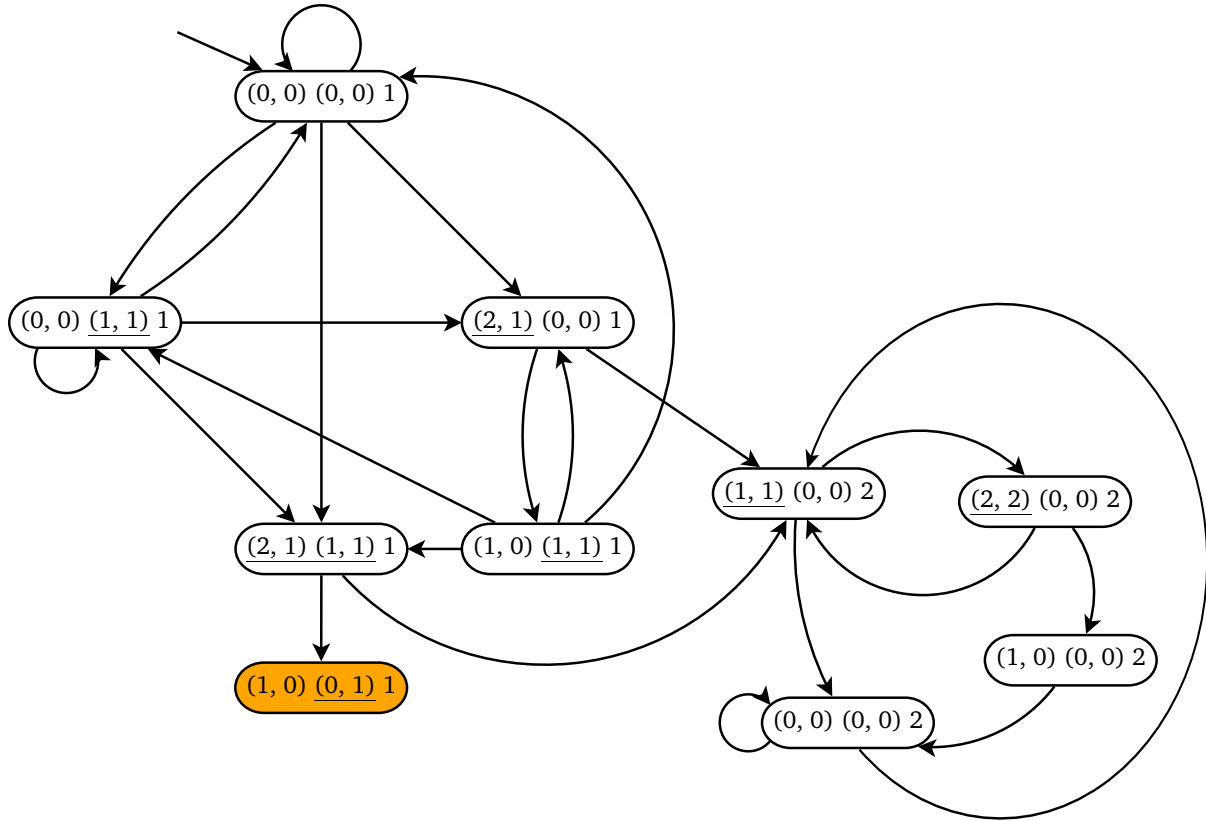 (0, 0) (0, 0) 1
(0, 0) (1, 1) 1
(2, 1) (0, 0) 1
(1, 1) (0, 0) 2
(2, 2) (0, 0) 2
(2, 1) (1, 1) 1
(1, 0) (1, 1) 1
(1, 0) (0, 0) 2
(1, 0) (0, 1) 1
(0, 0) (0, 0) 2